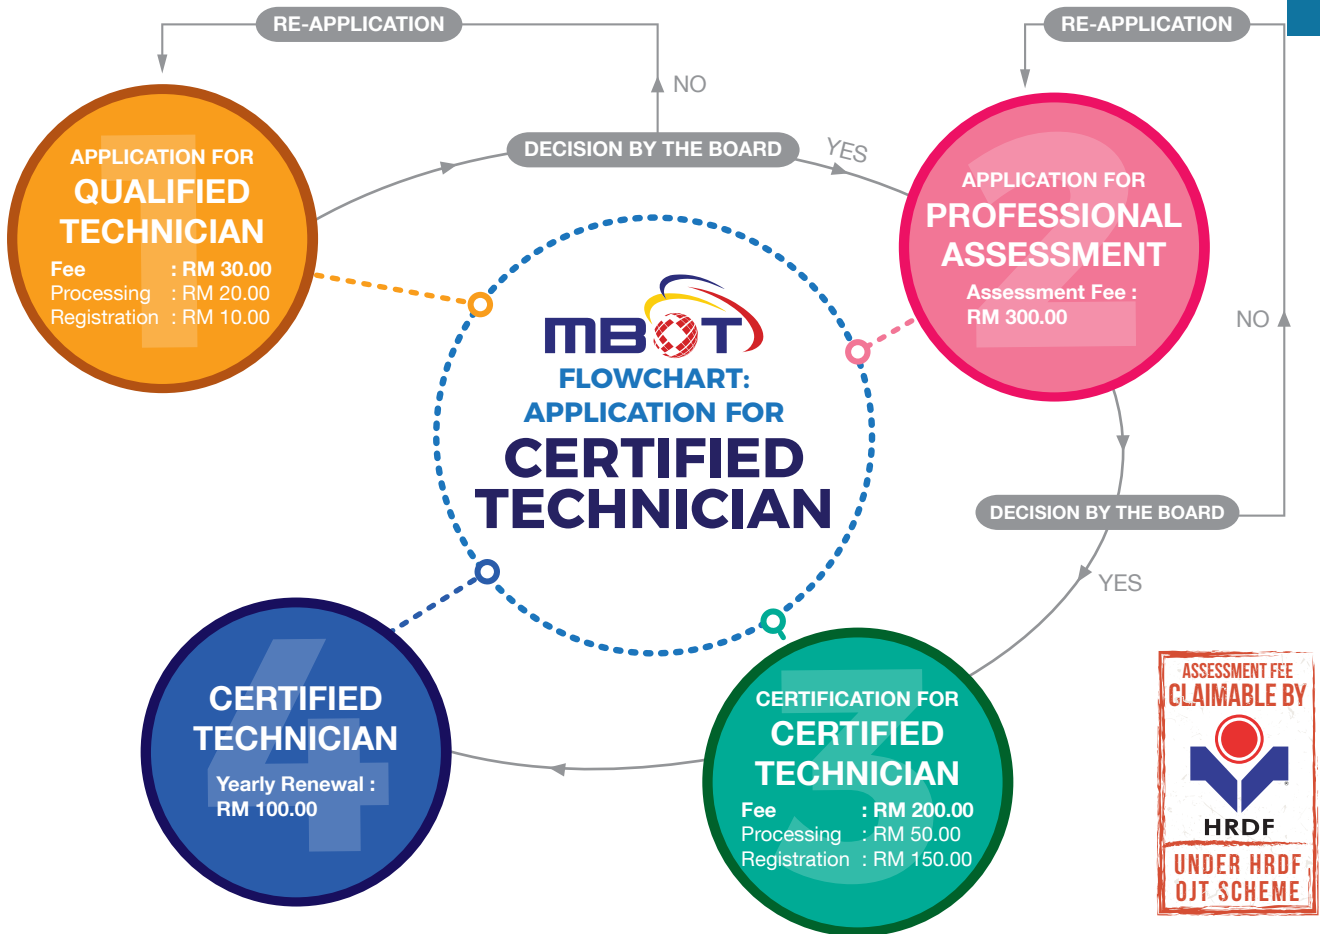 RE-APPLICATION
NO
DECISION BY THE BOARD
YES
1
APPLICATION FOR
QUALIFIED
TECHNICIAN
Fee : RM 30.00
Processing : RM 20.00
Registration : RM 10.00
RE-APPLICATION
2
APPLICATION FOR
PROFESSIONAL
ASSESSMENT
Assessment Fee :
RM 300.00
NO
DECISION BY THE BOARD
YES
MBOT
FLOWCHART:
APPLICATION FOR
CERTIFIED
TECHNICIAN
3
CERTIFICATION FOR
CERTIFIED
TECHNICIAN
Fee : RM 200.00
Processing : RM 50.00
Registration : RM 150.00
4
CERTIFIED
TECHNICIAN
Yearly Renewal :
RM 100.00
ASSESSMENT FEE
CLAIMABLE BY
HRDF
UNDER HRDF
OJT SCHEME